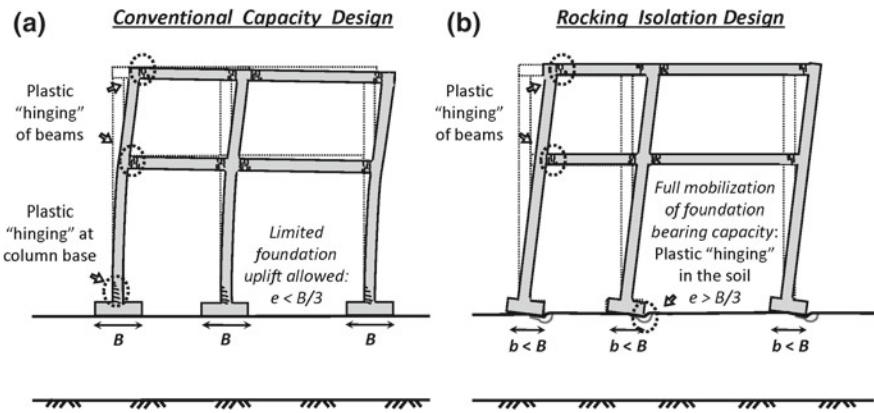 Conventional Capacity Design
(a)
Plastic
“hinging”
of beams
Plastic
“hinging” at
column base
Limited
foundation
uplift allowed:
e < B/3
B
B
B
Rocking Isolation Design
(b)
Plastic
“hinging”
of beams
Full mobilization
of foundation
bearing capacity:
Plastic “hinging”
in the soil
e > B/3
b < B
b < B
b < B